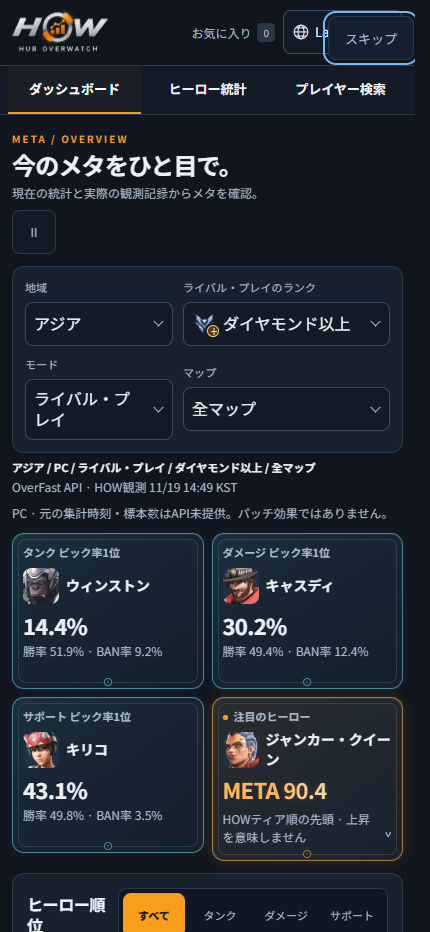 HOW
HUB OVERWATCH
お気に入り 0
La
スキップ
ダッシュボード ヒーロー統計 プレイヤー検索
META / OVERVIEW
今のメタをひと目で。
現在の統計と実際の観測記録からメタを確認。
地域
アジア
ライバル・プレイのランク
ダイヤモンド以上
モード
ライバル・プ
レイ
マップ
全マップ
アジア / PC / ライバル・プレイ / ダイヤモンド以上 / 全マップ
OverFast API · HOW観測 11/19 14:49 KST
PC · 元の集計時刻・標本数はAPI未提供。パッチ効果ではありません。
タンク ピック率1位
ウィンストン
14.4%
勝率 51.9% · BAN率 9.2%
ダメージ ピック率1位
キャスディ
30.2%
勝率 49.4% · BAN率 12.4%
サポート ピック率1位
キリコ
43.1%
勝率 49.8% · BAN率 3.5%
注目のヒーロー
ジャンカー・クイー
ン
META 90.4
HOWティア順の先頭 · 上昇
を意味しません
ヒーロー順
位
すべて タンク ダメージ サポート